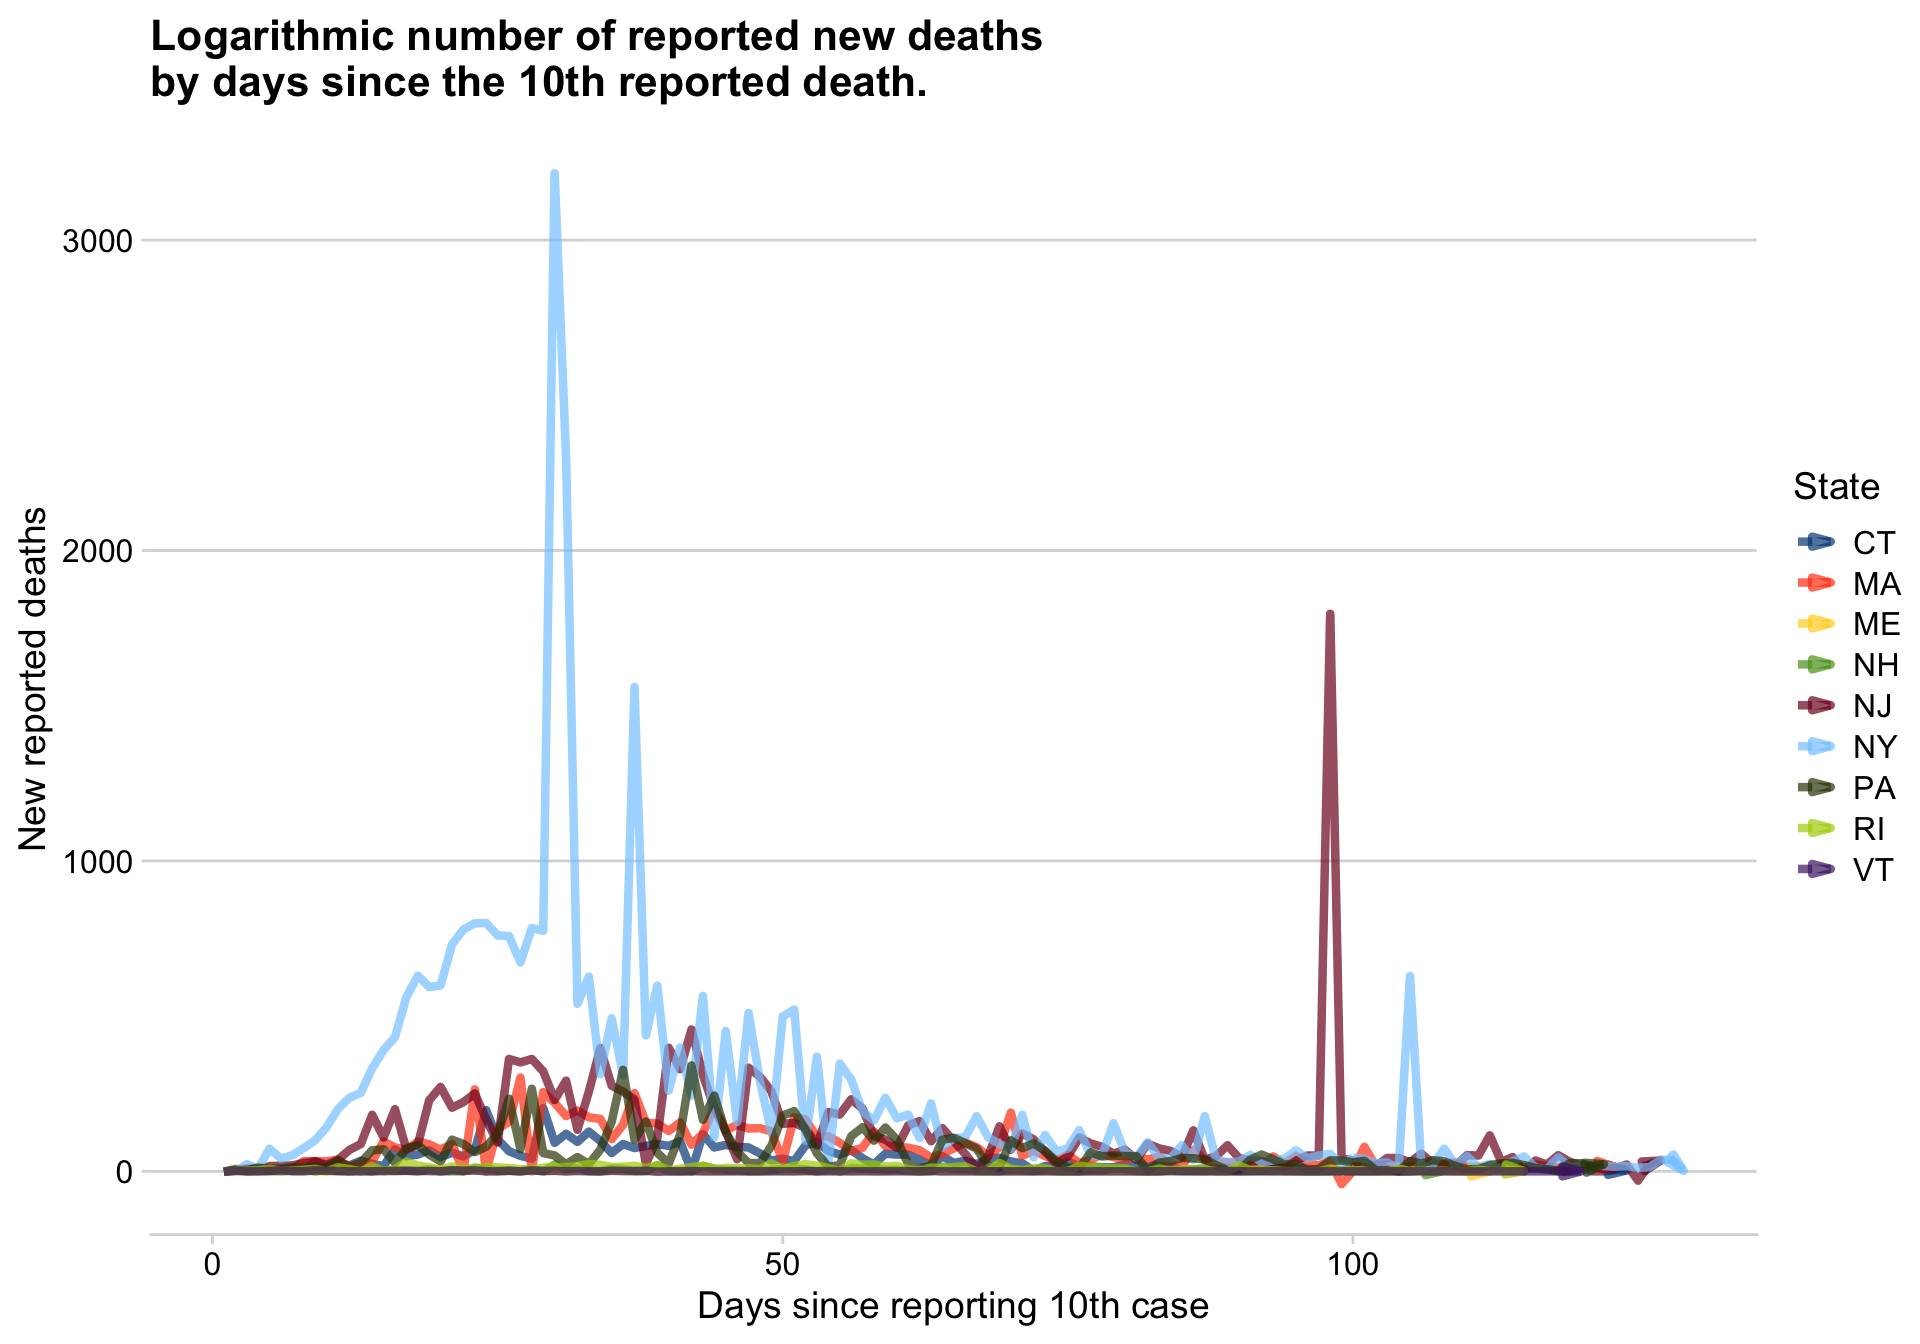 Logarithmic number of reported new deaths
by days since the 10th reported death.
New reported deaths
3000
2000
1000
0
0
50
100
Days since reporting 10th case
State
CT
MA
ME
NH
NJ
NY
PA
RI
VT